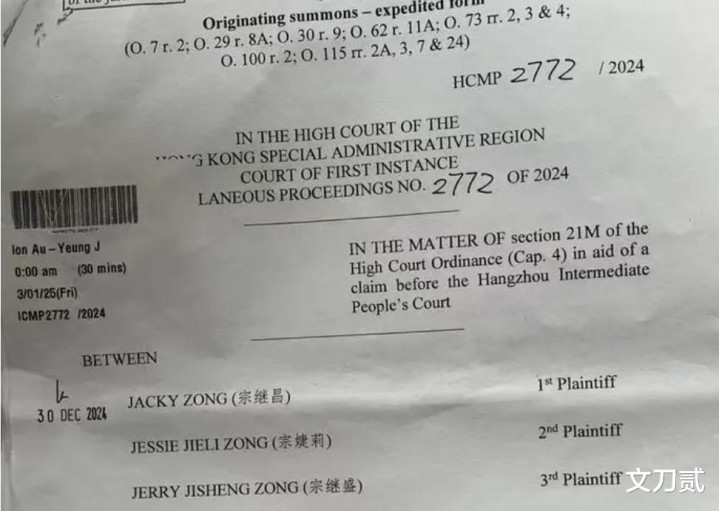 Originating summons – expedited form
(O. 7 r. 2; O. 29 r. 8A; O. 30 r. 9; O. 62 r. 11A; O. 73 rr. 2, 3 & 4;
O. 100 r. 2; O. 115 rr. 2A, 3, 7 & 24)
HCMP 2772 / 2024
IN THE HIGH COURT OF THE
KONG SPECIAL ADMINISTRATIVE REGION
COURT OF FIRST INSTANCE
LANEOUS PROCEEDINGS NO. 2772 OF 2024
lon Au-Yeung J
0:00 am (30 mins)
3/01/25(Fri)
ICMP2772 /2024
IN THE MATTER OF section 21M of the
High Court Ordinance (Cap. 4) in aid of a
claim before the Hangzhou Intermediate
People's Court
BETWEEN
30 DEC 2024
JACKY ZONG (宗继昌) 1st Plaintiff
JESSIE JIELI ZONG (宗婕莉) 2nd Plaintiff
JERRY JISHENG ZONG (宗继盛) 3rd Plaintiff
文刀贰